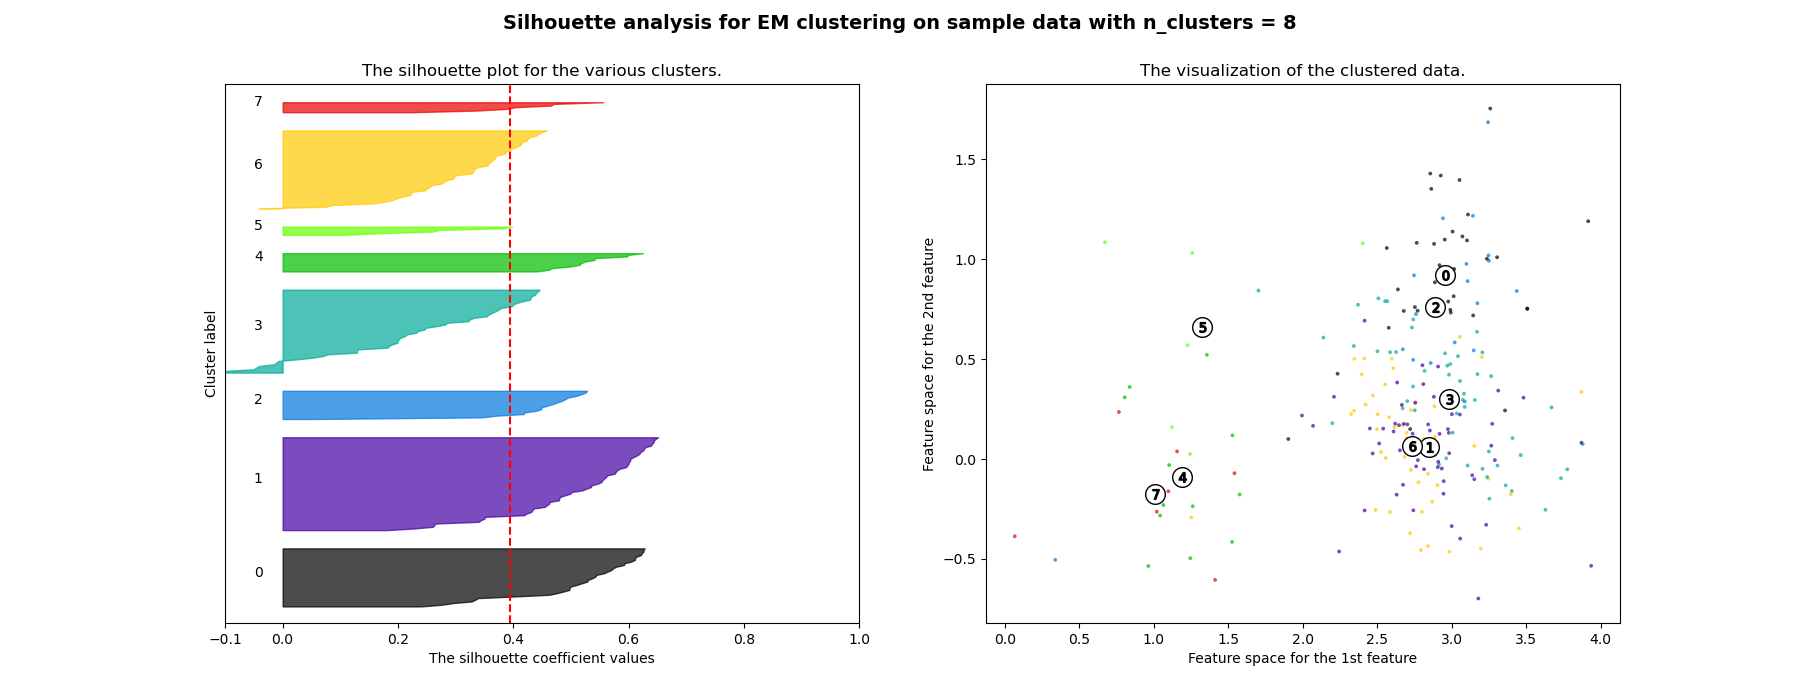 Silhouette analysis for EM clustering on sample data with n_clusters = 8
The silhouette plot for the various clusters.
7
6
5
4
3
2
1
0
Cluster label
−0.1 0.0 0.2 0.4 0.6 0.8 1.0
The silhouette coefficient values
The visualization of the clustered data.
1.5
1.0
0.5
0.0
−0.5
Feature space for the 2nd feature
0
2
5
3
6 1
4
7
0.0 0.5 1.0 1.5 2.0 2.5 3.0 3.5 4.0
Feature space for the 1st feature